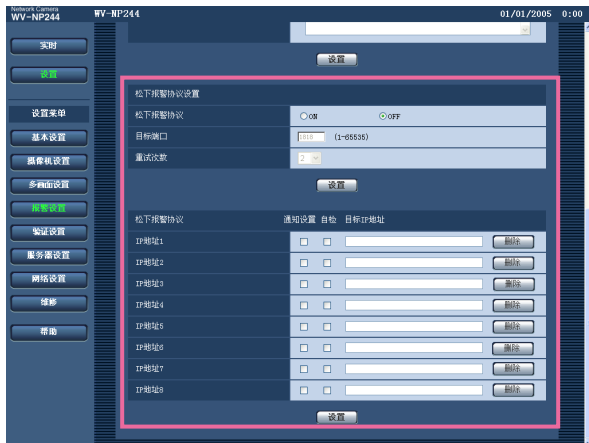 Network Camera
WV-NP244
WV-NP244 01/01/2005 0:00
实时
设置
设置菜单
基本设置
摄像机设置
多画面设置
报警设置
验证设置
服务器设置
网络设置
维修
帮助
设置
松下报警协议设置
松下报警协议 ON OFF
目标端口 1818 (1-65535)
重试次数 2
设置
松下报警协议 通知设置 自检 目标IP地址
IP地址1 删除
IP地址2 删除
IP地址3 删除
IP地址4 删除
IP地址5 删除
IP地址6 删除
IP地址7 删除
IP地址8 删除
设置